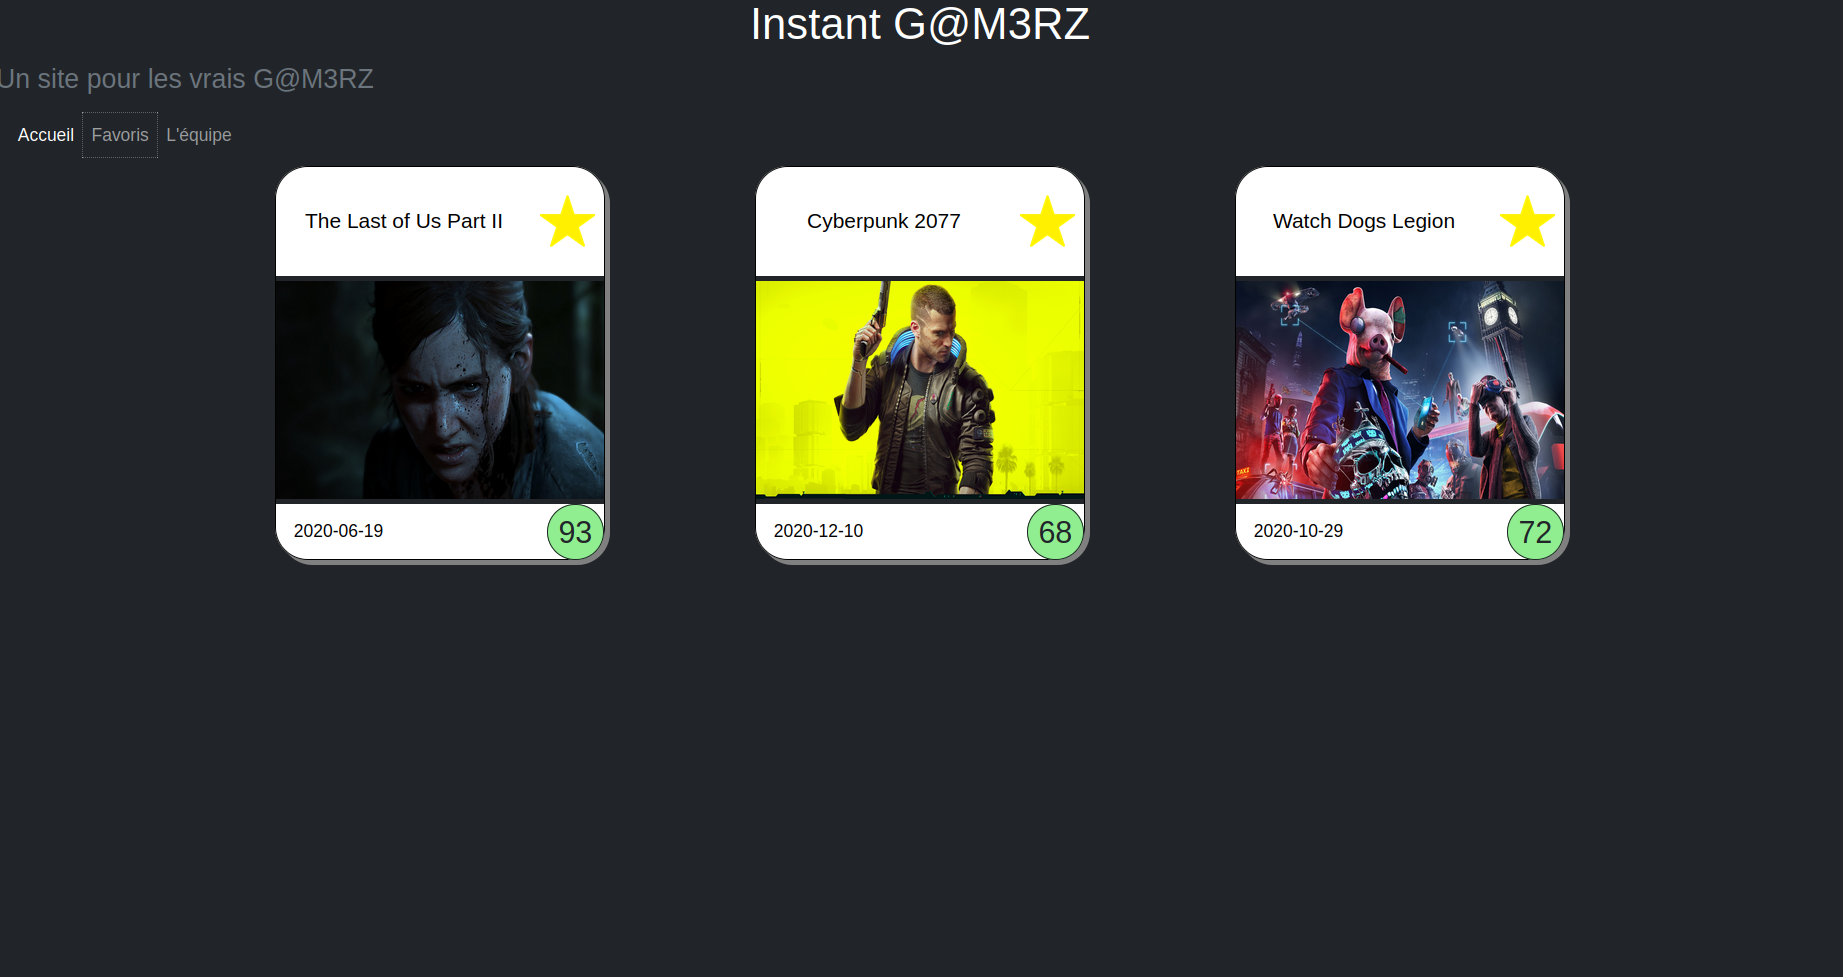 Instant G@M3RZ
Un site pour les vrais G@M3RZ
Accueil Favoris L'équipe
The Last of Us Part II
Cyberpunk 2077
Watch Dogs Legion
TAXI
2020-06-19 93
2020-12-10 68
2020-10-29 72